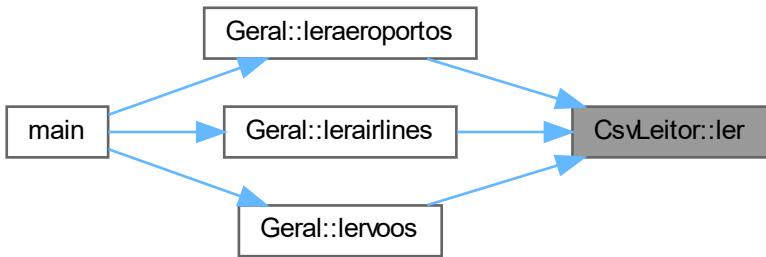 Geral::leraeroportos
main
Geral::lerairlines
CsvLeitor::ler
Geral::lervoos